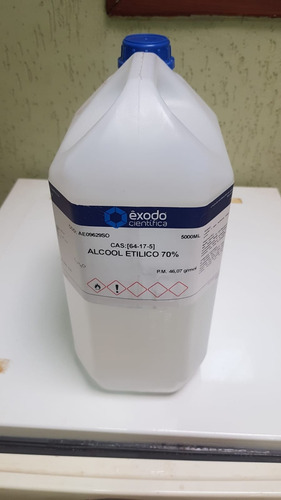 êxodo
científica
AE09629SO
5000ML
CAS:[64-17-5]
ALCOOL ETILICO 70%
P.M. 46,07 g/mol